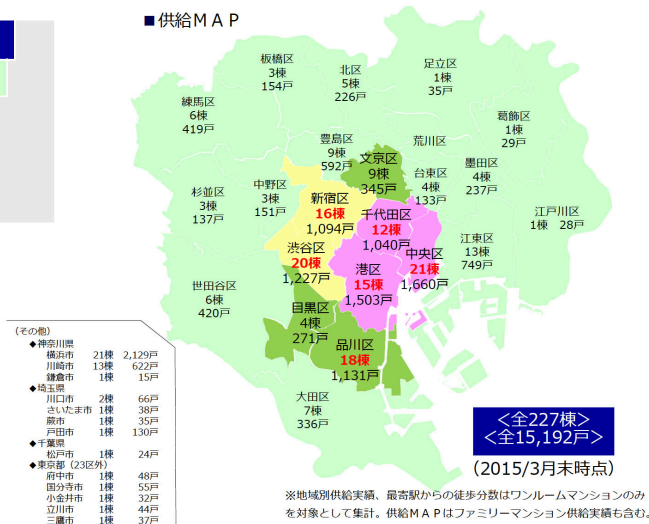 ■供給ＭＡＰ
板橋区
3棟
154戸
北区
5棟
226戸
足立区
1棟
35戸
練馬区
6棟
419戸
葛飾区
1棟
29戸
豊島区
9棟
592戸
荒川区
文京区
9棟
345戸
台東区
4棟
133戸
墨田区
4棟
237戸
杉並区
3棟
137戸
中野区
3棟
151戸
新宿区
16棟
1,094戸
千代田区
12棟
1,040戸
江戸川区
1棟 28戸
渋谷区
20棟
1,227戸
中央区
21棟
1,660戸
江東区
13棟
749戸
港区
15棟
1,503戸
世田谷区
6棟
420戸
目黒区
4棟
271戸
品川区
18棟
1,131戸
大田区
7棟
336戸
（その他）
◆神奈川県
横浜市 21棟 2,129戸
川崎市 13棟 622戸
鎌倉市 1棟 15戸
◆埼玉県
川口市 2棟 66戸
さいたま市 1棟 38戸
蕨市 1棟 35戸
戸田市 1棟 130戸
◆千葉県
松戸市 1棟 24戸
◆東京都（23区外）
府中市 1棟 48戸
国分寺市 1棟 55戸
小金井市 1棟 32戸
立川市 1棟 44戸
三鷹市 1棟 37戸
＜全227棟＞
＜全15,192戸＞
（2015/3月末時点）
※地域別供給実績、最寄駅からの徒歩分数はワンルームマンションのみ
を対象として集計。供給ＭＡＰはファミリーマンション供給実績も含む。